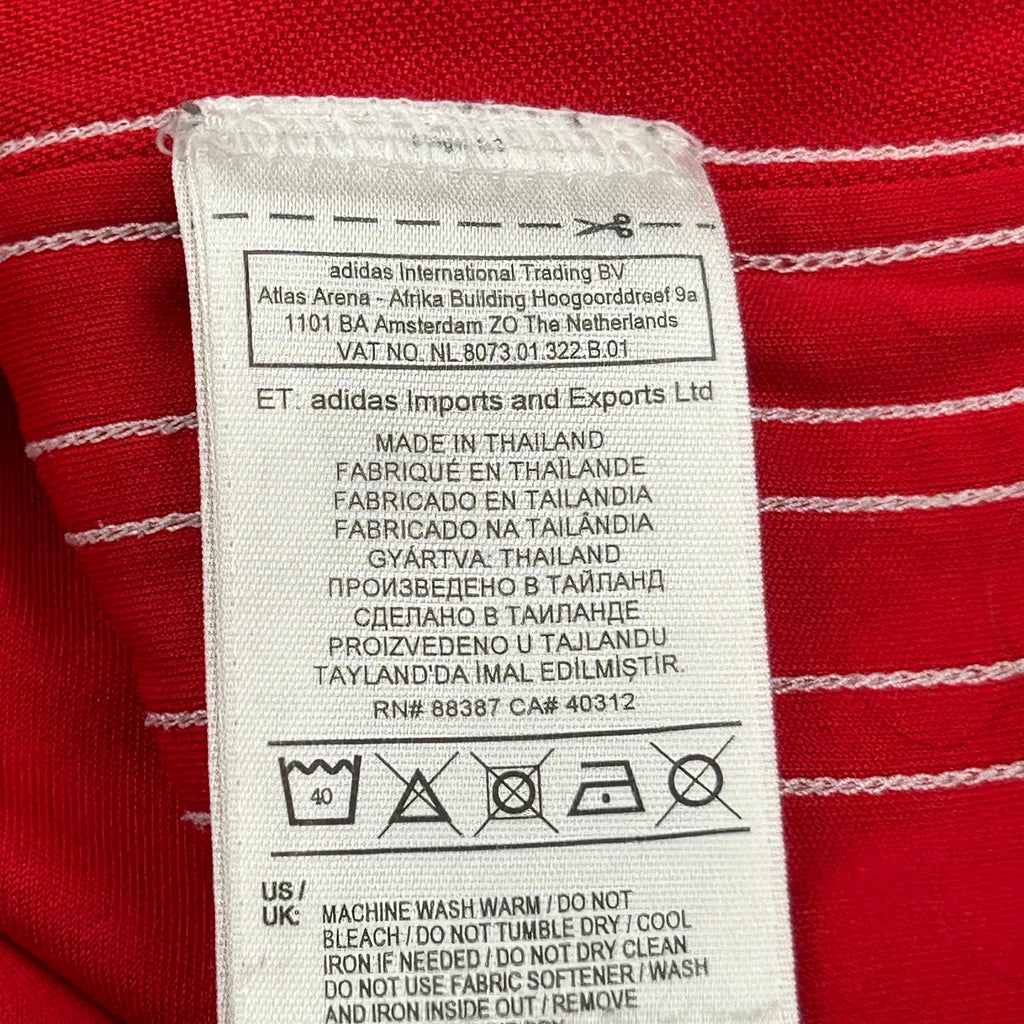 adidas International Trading BV
Atlas Arena - Afrika Building Hoogoorddreef 9a
1101 BA Amsterdam ZO The Netherlands
VAT NO. NL 8073.01.322.B.01
ET: adidas Imports and Exports Ltd
MADE IN THAILAND
FABRIQUÉ EN THAÏLANDE
FABRICADO EN TAILANDIA
FABRICADO NA TAILÂNDIA
GYÁRTVA: THAILAND
ПРОИЗВЕДЕНО В ТАЙЛАНД
СДЕЛАНО В ТАИЛАНДЕ
PROIZVEDENO U TAJLANDU
TAYLAND'DA İMAL EDİLMİŞTİR.
RN# 88387 CA# 40312
40
US /
UK: MACHINE WASH WARM / DO NOT
BLEACH / DO NOT TUMBLE DRY / COOL
IRON IF NEEDED / DO NOT DRY CLEAN
DO NOT USE FABRIC SOFTENER / WASH
AND IRON INSIDE OUT / REMOVE